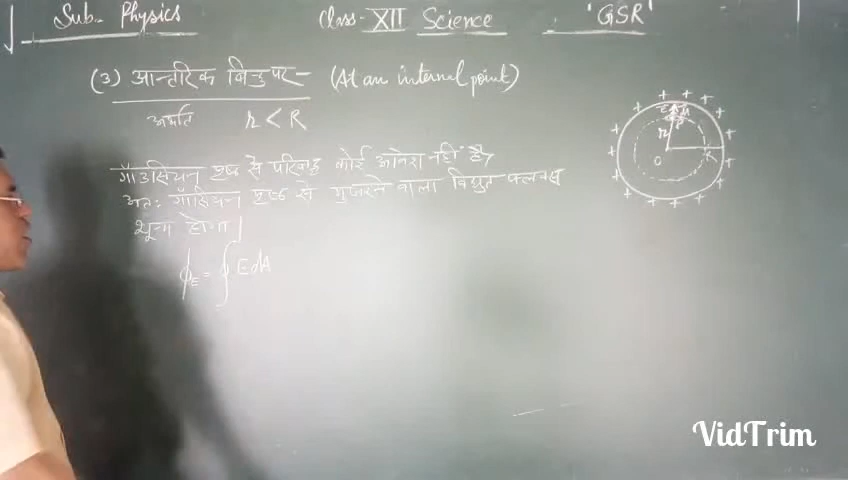 Sub- Physics Class- XII Science 'GSR'
(3) आन्तरिक बिन्दु पर- (At an internal point)
अर्थात r < R
गॉउसियन पृष्ठ से परिबद्ध कोई आवेश नहीं है,
अतः गॉसियन पृष्ठ से गुजरने वाला विद्युत फ्लक्स
शून्य होगा।
ϕE = ∮ E dA
+ + + + + + + + + + + + + +
E
r
P
O
R
VidTrim